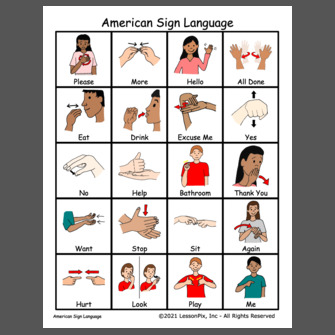 American Sign Language
Please More Hello All Done
Eat Drink Excuse Me Yes
No Help Bathroom Thank You
Want Stop Sit Again
Hurt Look Play Me
American Sign Language ©2021 LessonPix, Inc - All Rights Reserved